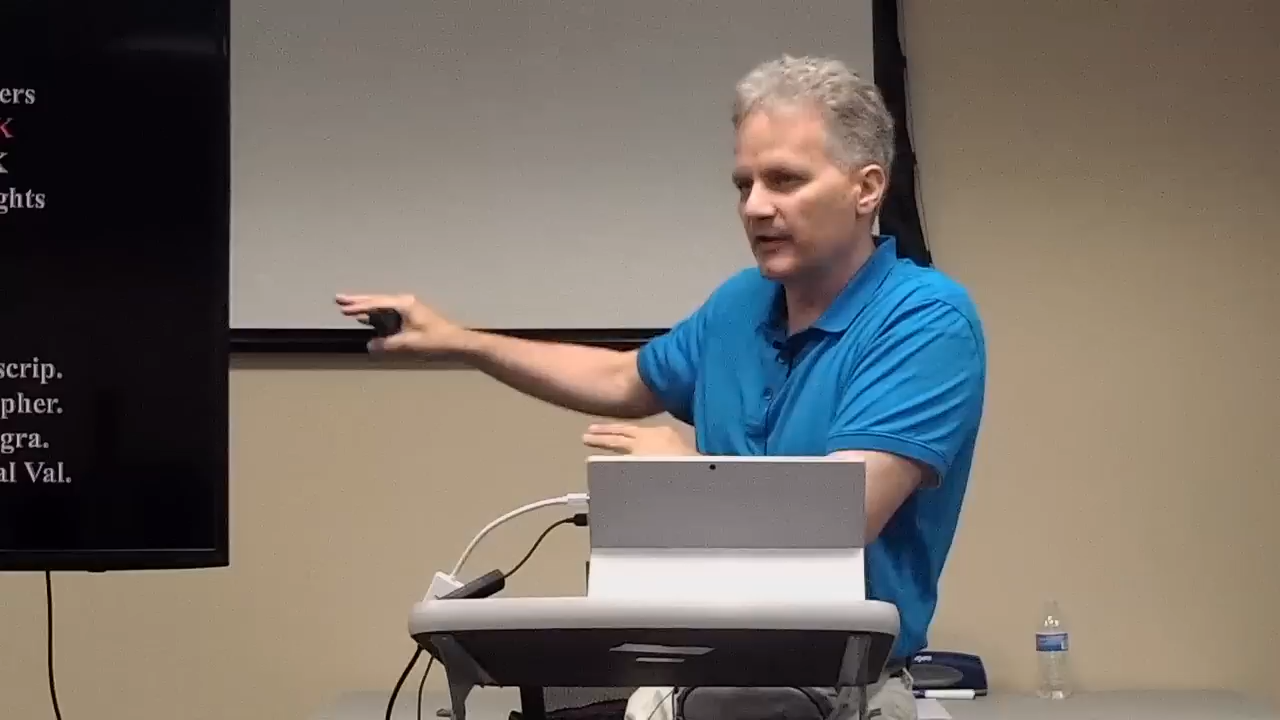 ers
K
K
ghts
scrip.
pher.
gra.
al Val.